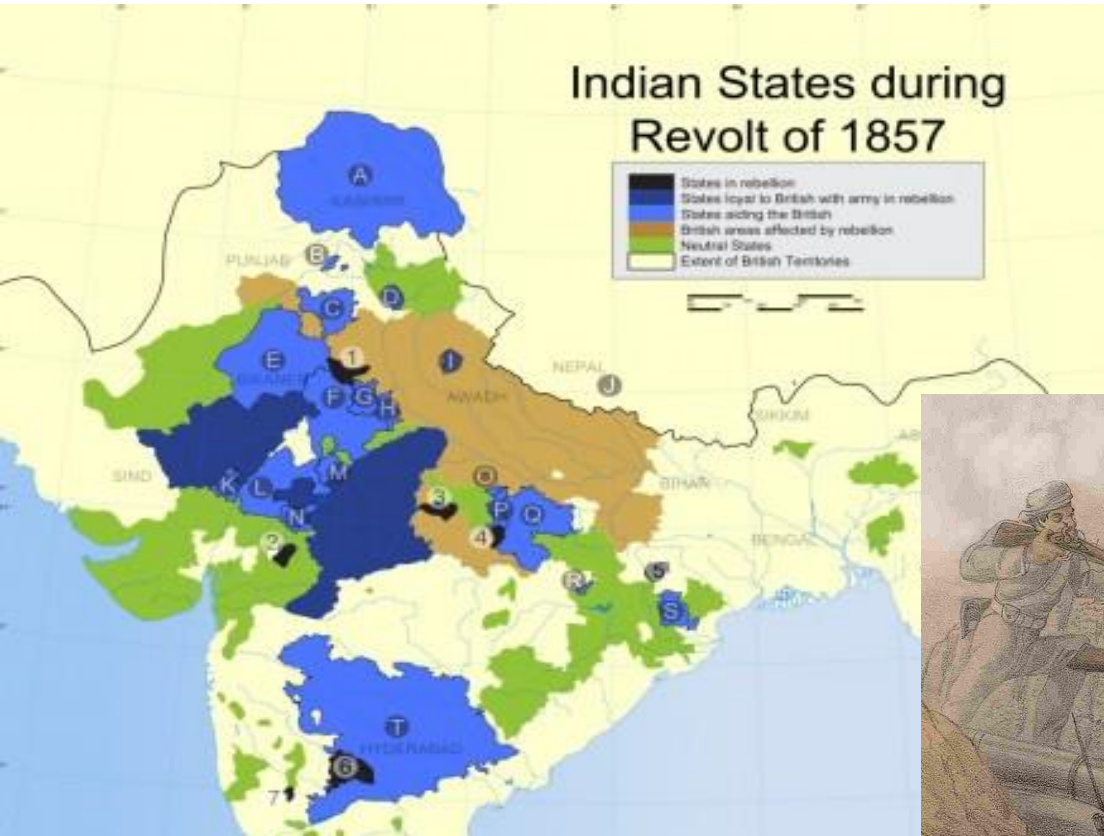 Indian States during
Revolt of 1857
States in rebellion
States loyal to British with army in rebellion
States aiding the British
British areas affected by rebellion
Neutral States
Extent of British Territories
A
KASHMIR
PUNJAB
B
D
C
E
1
I
NEPAL
J
BIKANER
F
G
H
AWADH
SIKKIM
SIND
K
L
M
O
BIHAR
N
3
P
Q
2
4
BENGAL
R
5
S
T
HYDERABAD
6
7